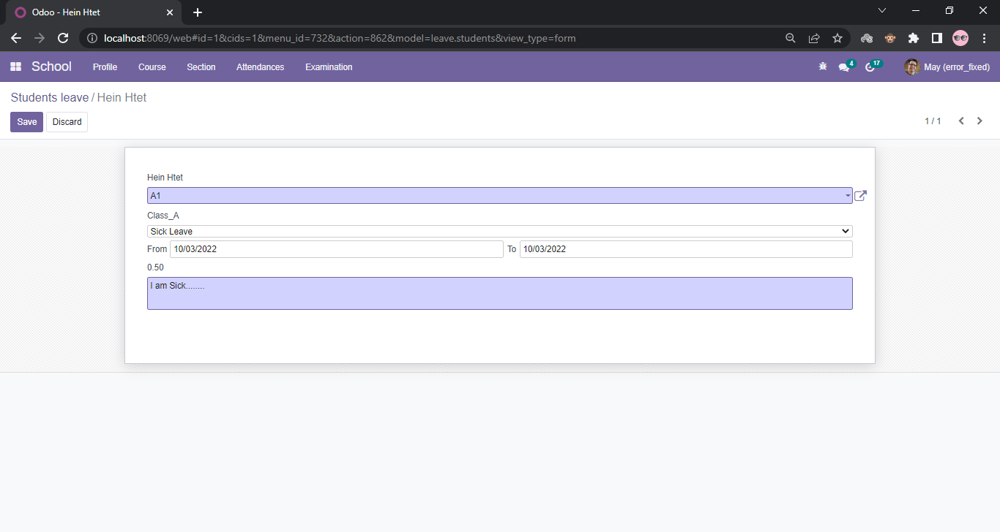 Odoo - Hein Htet
localhost:8069/web#id=1&cids=1&menu_id=732&action=862&model=leave.students&view_type=form
School Profile Course Section Attendances Examination 4 17 May (error_fixed)
Students leave / Hein Htet
Save Discard 1 / 1
Hein Htet
A1
Class_A
Sick Leave
From 10/03/2022 To 10/03/2022
0.50
I am Sick........